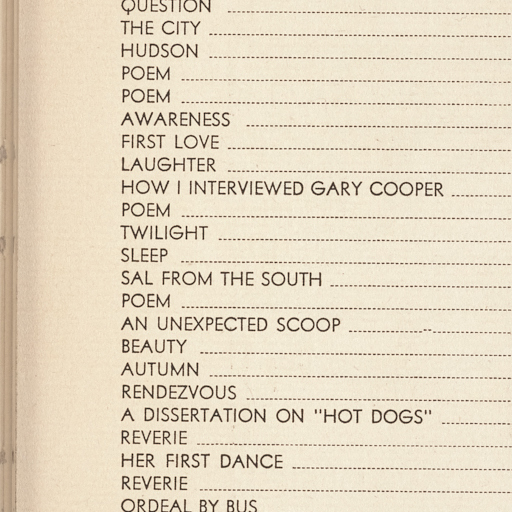 QUESTION
THE CITY
HUDSON
POEM
POEM
AWARENESS
FIRST LOVE
LAUGHTER
HOW I INTERVIEWED GARY COOPER
POEM
TWILIGHT
SLEEP
SAL FROM THE SOUTH
POEM
AN UNEXPECTED SCOOP
BEAUTY
AUTUMN
RENDEZVOUS
A DISSERTATION ON "HOT DOGS"
REVERIE
HER FIRST DANCE
REVERIE
ORDEAL BY BUS